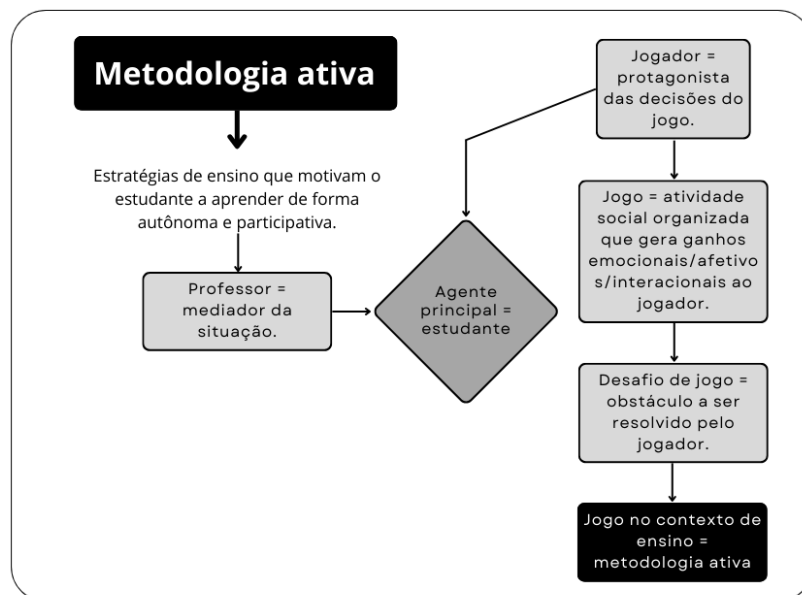 Metodologia ativa
Estratégias de ensino que motivam o
estudante a aprender de forma
autônoma e participativa.
Professor =
mediador da
situação.
Agente
principal =
estudante
Jogador =
protagonista
das decisões do
jogo.
Jogo = atividade
social organizada
que gera ganhos
emocionais/afetivo
s/interacionais ao
jogador.
Desafio de jogo =
obstáculo a ser
resolvido pelo
jogador.
Jogo no contexto de
ensino =
metodologia ativa